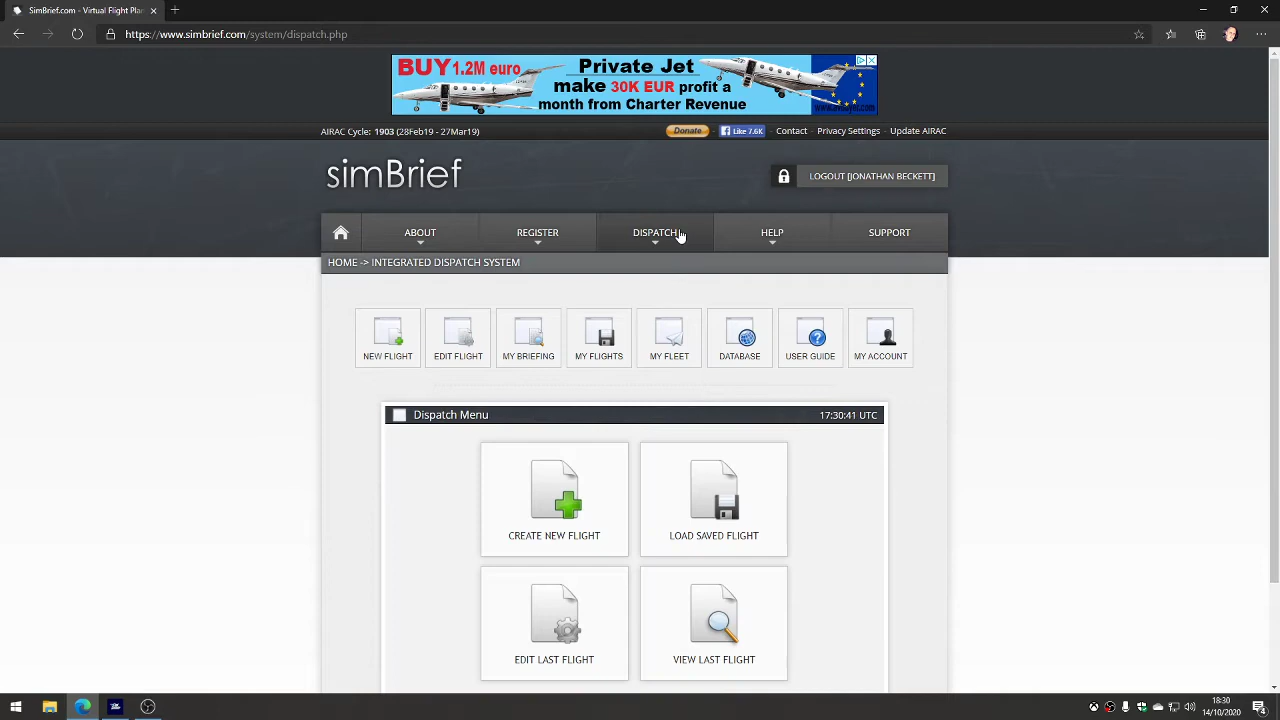 SimBrief.com - Virtual Flight Plan
https://www.simbrief.com/system/dispatch.php
BUY 1.2M euro
Private Jet
make 30K EUR profit a
month from Charter Revenue
AIRAC Cycle: 1903 (28Feb19 - 27Mar19)
Donate
Like 7.6K
Contact
Privacy Settings
Update AIRAC
simBrief
LOGOUT [JONATHAN BECKETT]
ABOUT
REGISTER
DISPATCH
HELP
SUPPORT
HOME -> INTEGRATED DISPATCH SYSTEM
NEW FLIGHT
EDIT FLIGHT
MY BRIEFING
MY FLIGHTS
MY FLEET
DATABASE
USER GUIDE
MY ACCOUNT
Dispatch Menu
17:30:41 UTC
CREATE NEW FLIGHT
LOAD SAVED FLIGHT
EDIT LAST FLIGHT
VIEW LAST FLIGHT
18:30
14/10/2020